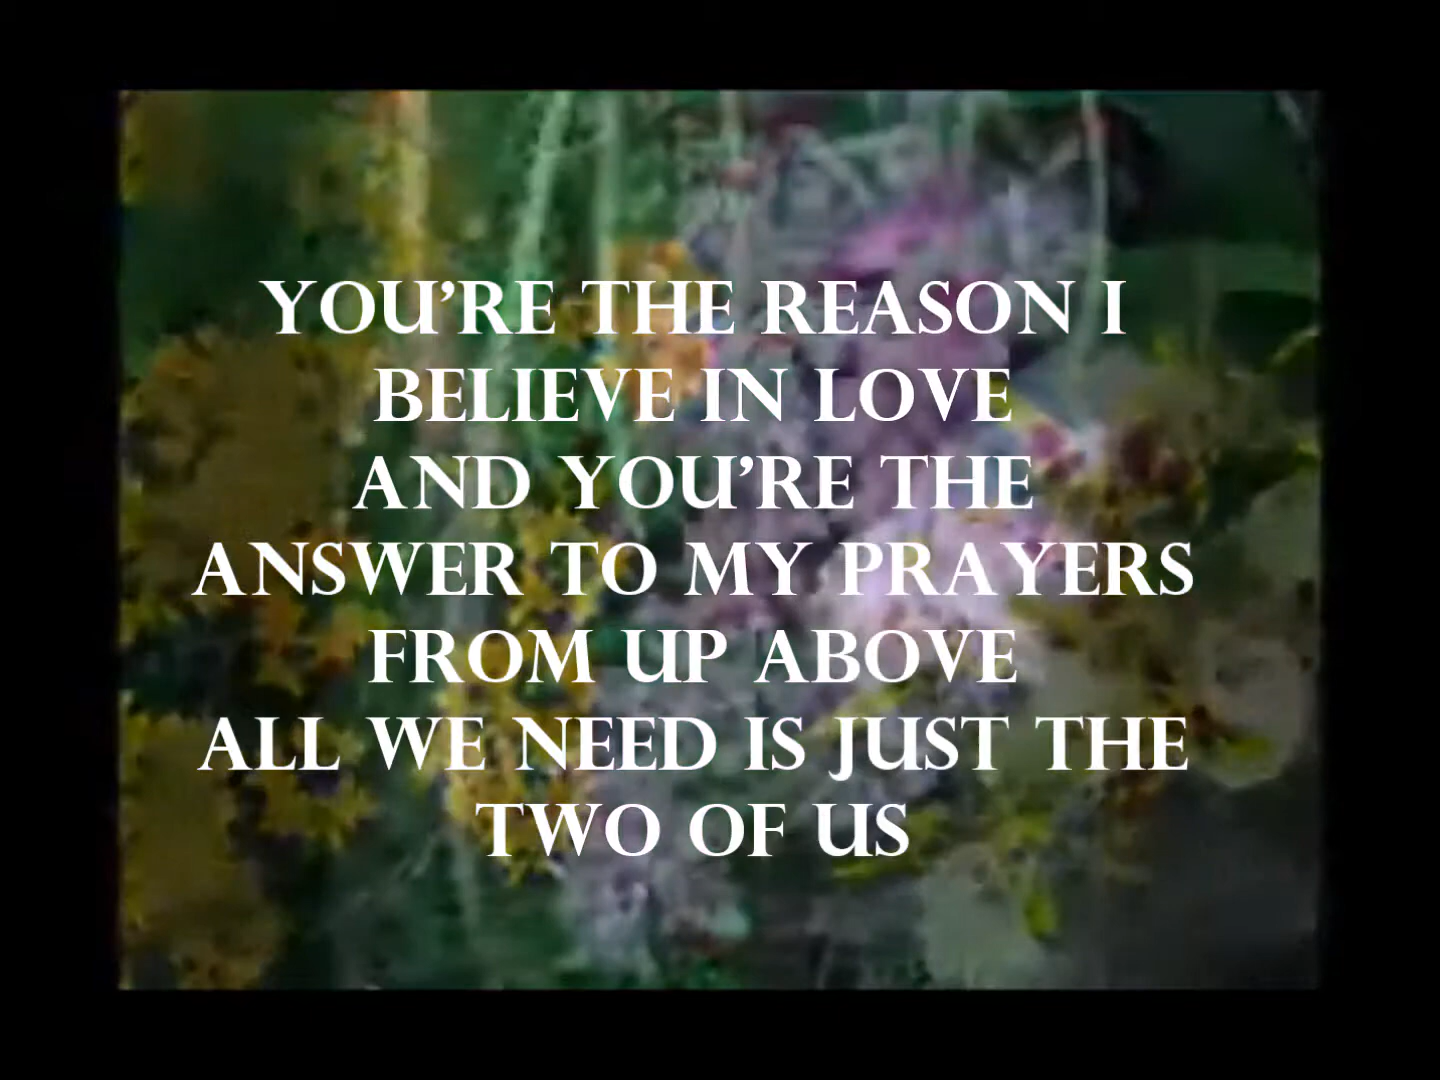 YOU'RE THE REASON I
BELIEVE IN LOVE
AND YOU'RE THE
ANSWER TO MY PRAYERS
FROM UP ABOVE
ALL WE NEED IS JUST THE
TWO OF US